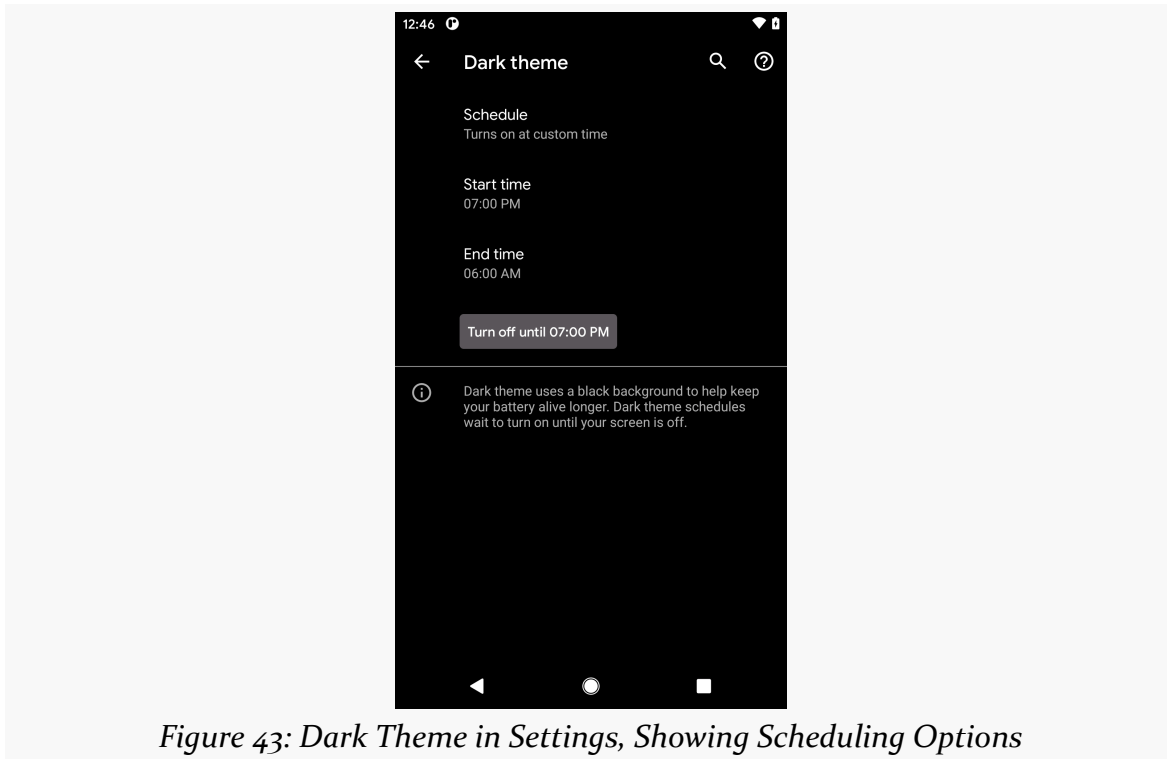 12:46
Dark theme
Schedule
Turns on at custom time
Start time
07:00 PM
End time
06:00 AM
Turn off until 07:00 PM
Dark theme uses a black background to help keep
your battery alive longer. Dark theme schedules
wait to turn on until your screen is off.
Figure 43: Dark Theme in Settings, Showing Scheduling Options